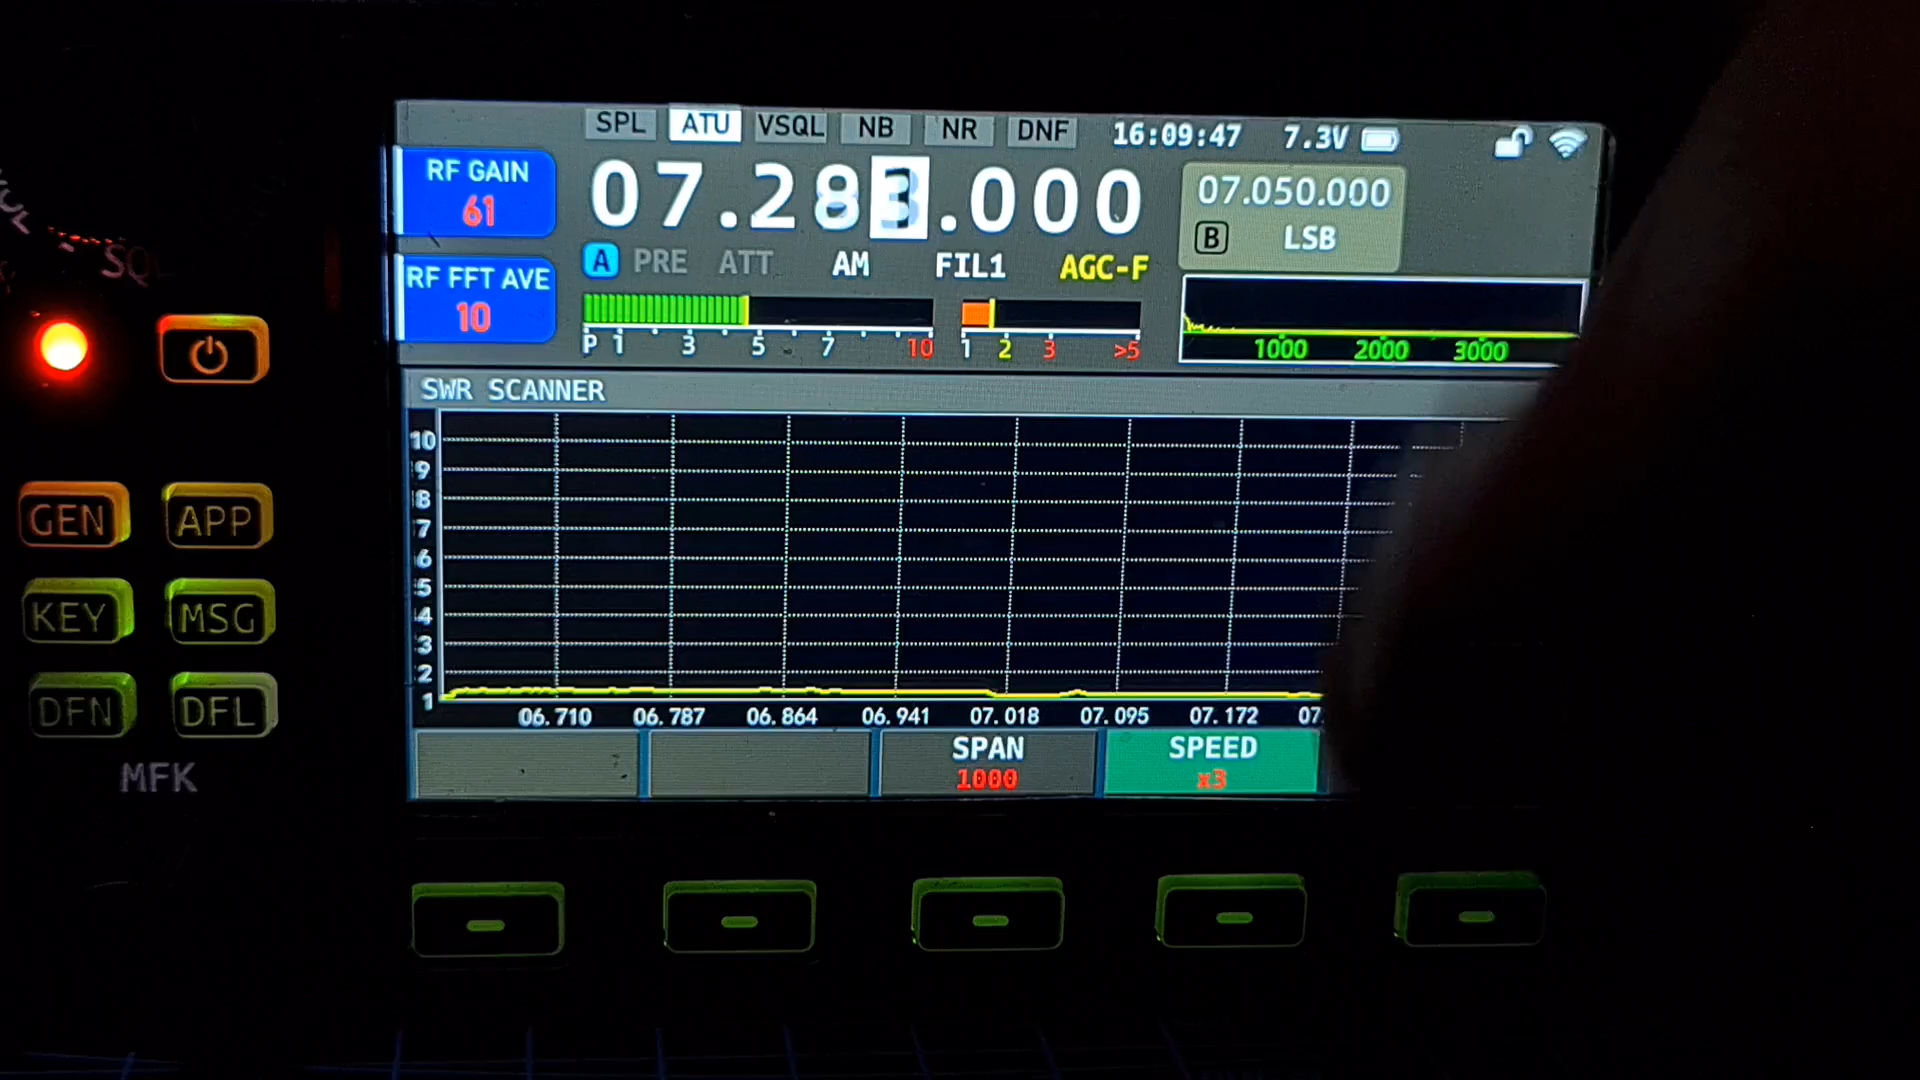 SPL ATU VSQL NB NR DNF 16:09:47 7.3V
RF GAIN
61
07.283.000
07.050.000
B LSB
RF FFT AVE
10
A PRE ATT AM FIL1 AGC-F
P 1 3 5 7 10
1 2 3 >5
1000 2000 3000
SWR SCANNER
10
9
8
7
6
5
4
3
2
1
06.710 06.787 06.864 06.941 07.018 07.095 07.172 07.
SPAN
1000
SPEED
x3
GEN APP
KEY MSG
DFN DFL
MFK